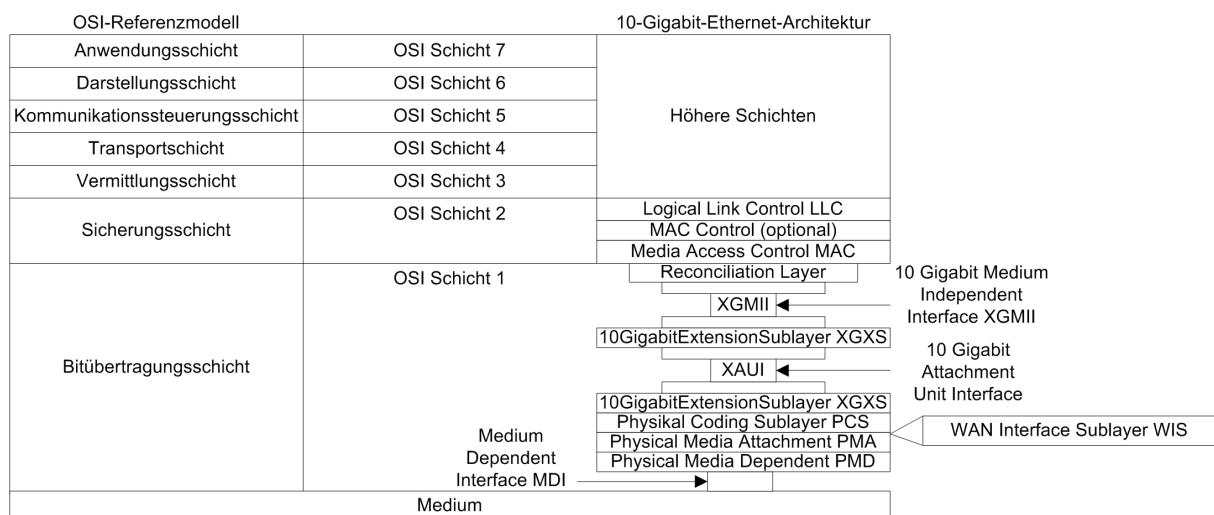 OSI-Referenzmodell
10-Gigabit-Ethernet-Architektur
Anwendungsschicht
OSI Schicht 7
Höhere Schichten
Darstellungsschicht
OSI Schicht 6
Kommunikationssteuerungsschicht
OSI Schicht 5
Transportschicht
OSI Schicht 4
Vermittlungsschicht
OSI Schicht 3
Sicherungsschicht
OSI Schicht 2
Logical Link Control LLC
MAC Control (optional)
Media Access Control MAC
Bitübertragungsschicht
OSI Schicht 1
Reconciliation Layer
XGMII
10 Gigabit Medium
Independent
Interface XGMII
10GigabitExtensionSublayer XGXS
XAUI
10 Gigabit
Attachment
Unit Interface
10GigabitExtensionSublayer XGXS
Physikal Coding Sublayer PCS
Physical Media Attachment PMA
Physical Media Dependent PMD
WAN Interface Sublayer WIS
Medium
Dependent
Interface MDI
Medium